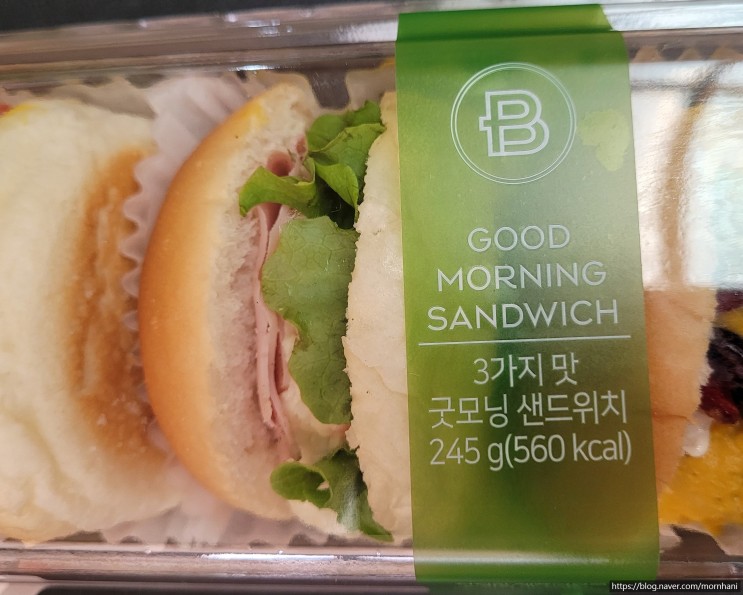 B
GOOD
MORNING
SANDWICH
3가지 맛
굿모닝 샌드위치
245 g(560 kcal)
https://blog.naver.com/mornhani